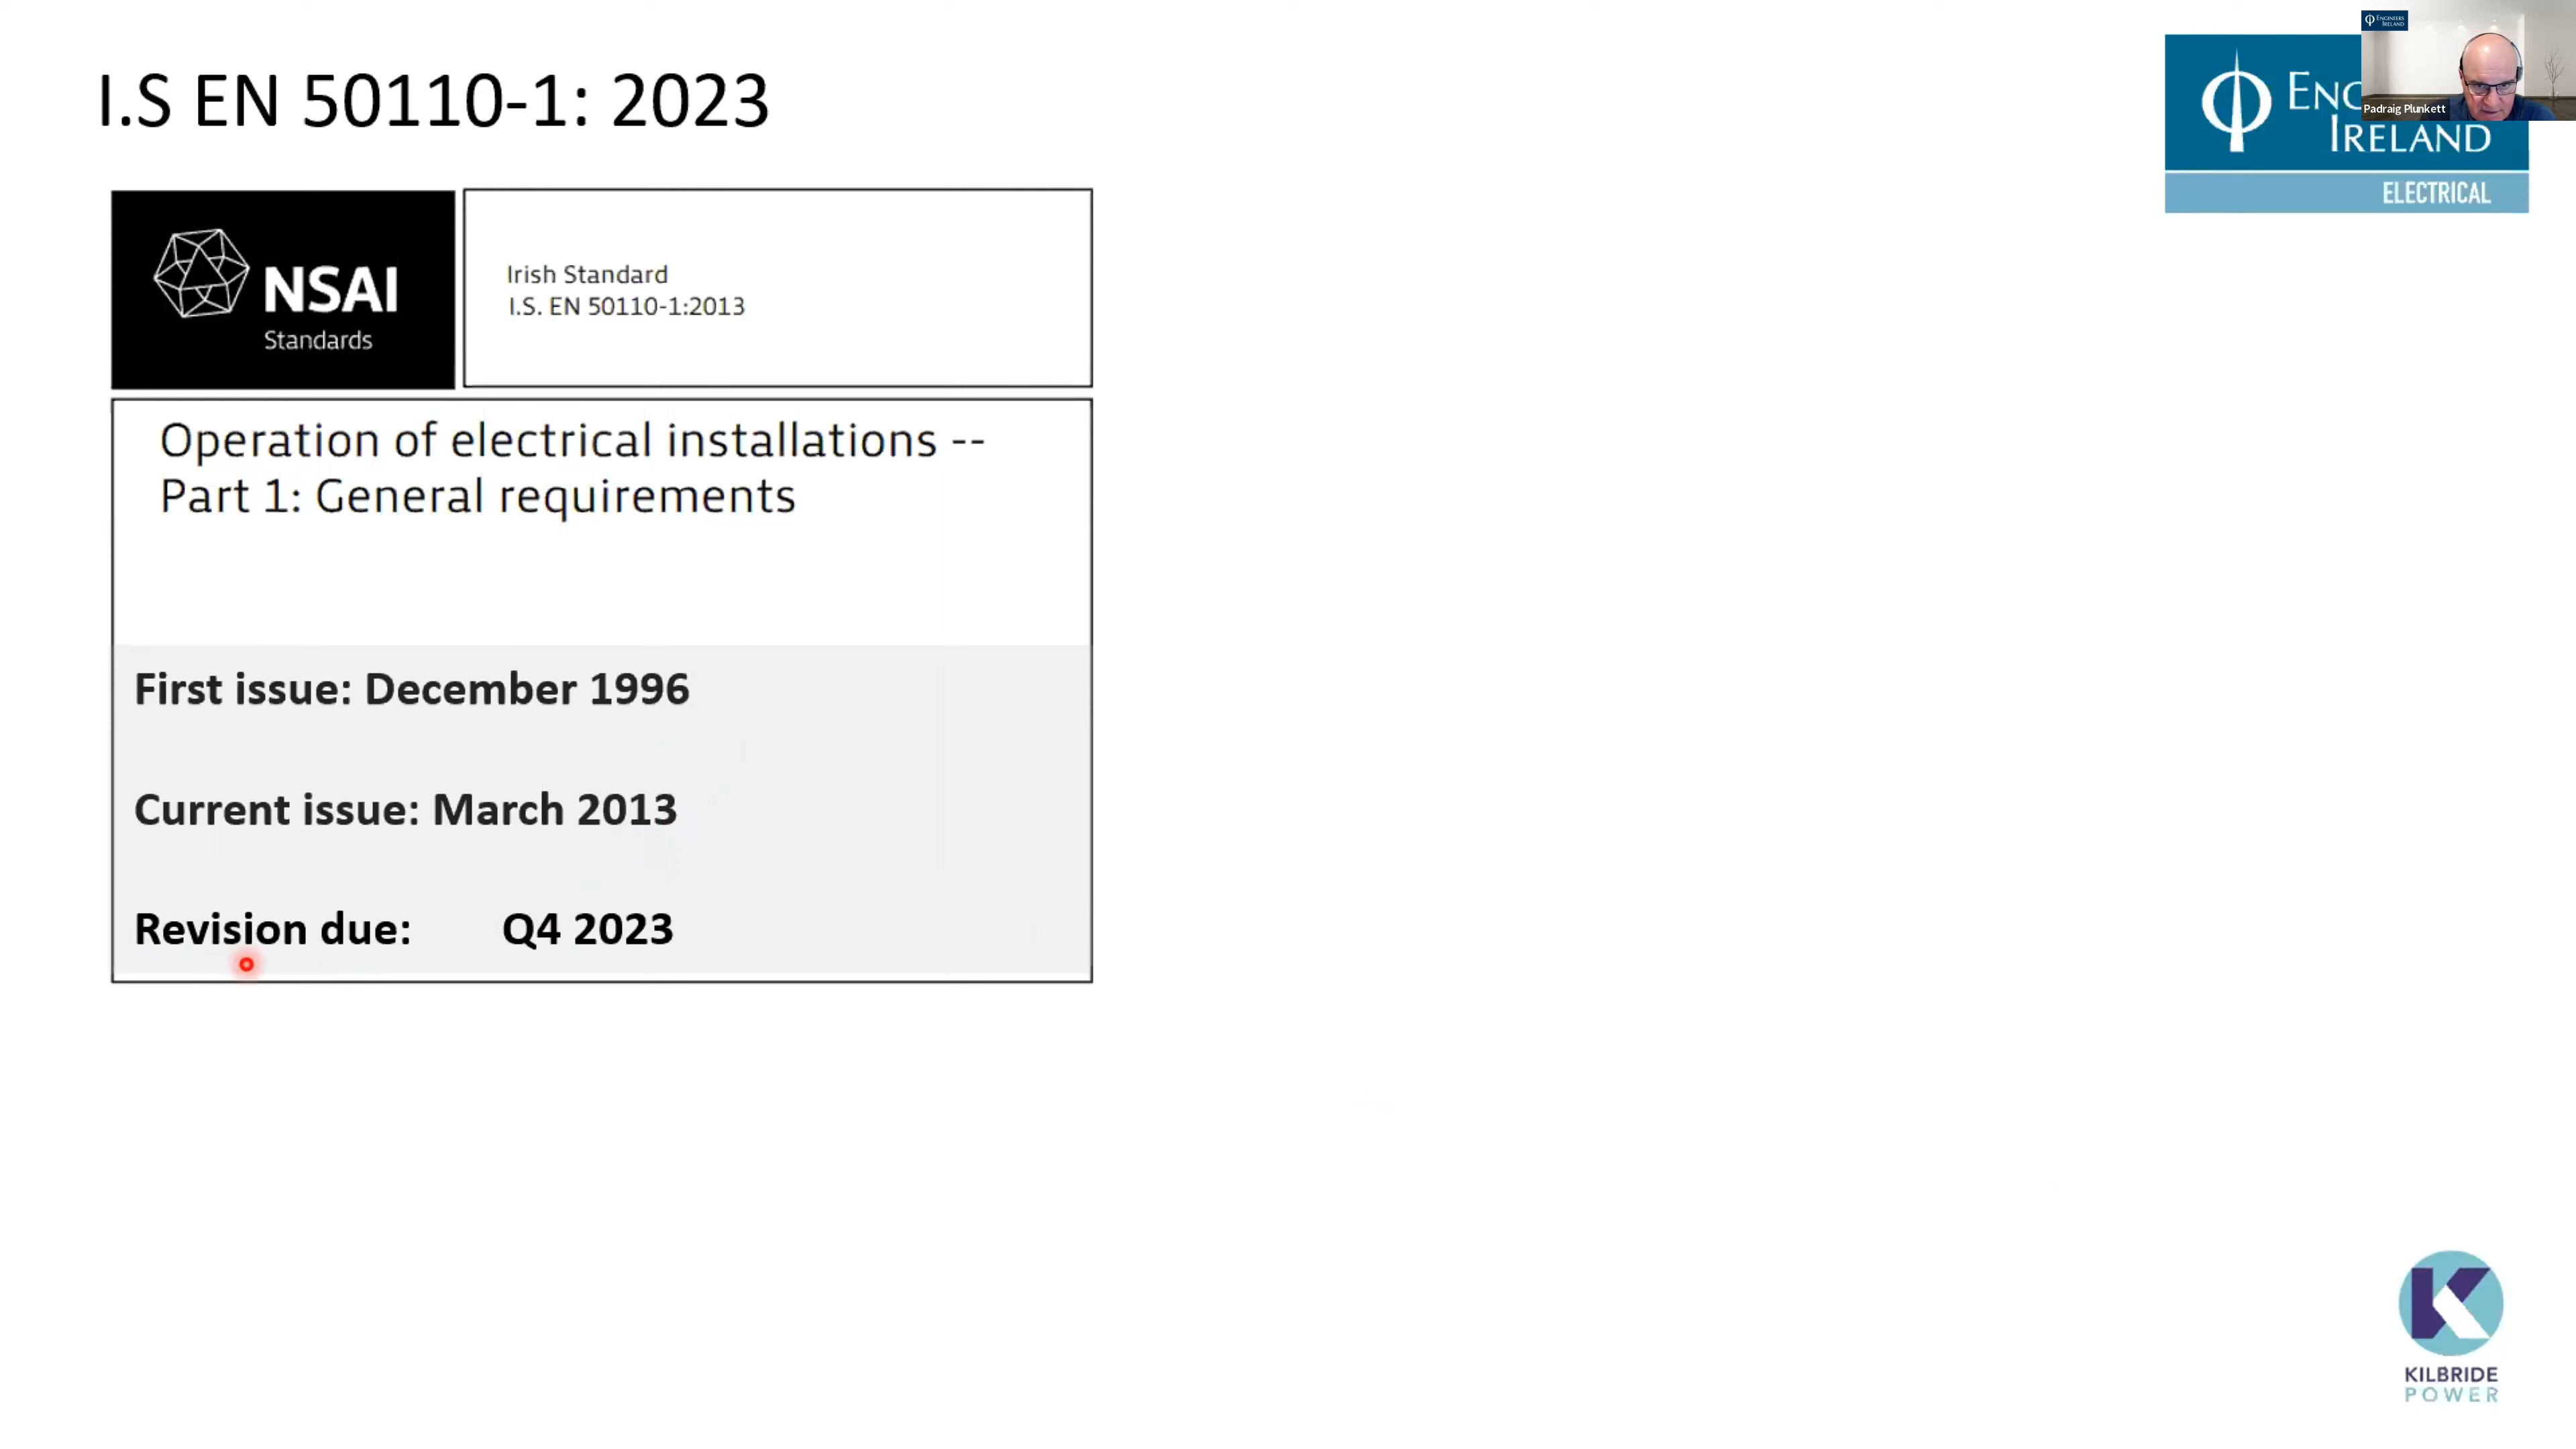 I.S EN 50110-1: 2023
ENGINEERS
IRELAND
Padraig Plunkett
IRELAND
ELECTRICAL
NSAI
Standards
Irish Standard
I.S. EN 50110-1:2013
Operation of electrical installations --
Part 1: General requirements
First issue: December 1996
Current issue: March 2013
Revision due: Q4 2023
KILBRIDE
POWER